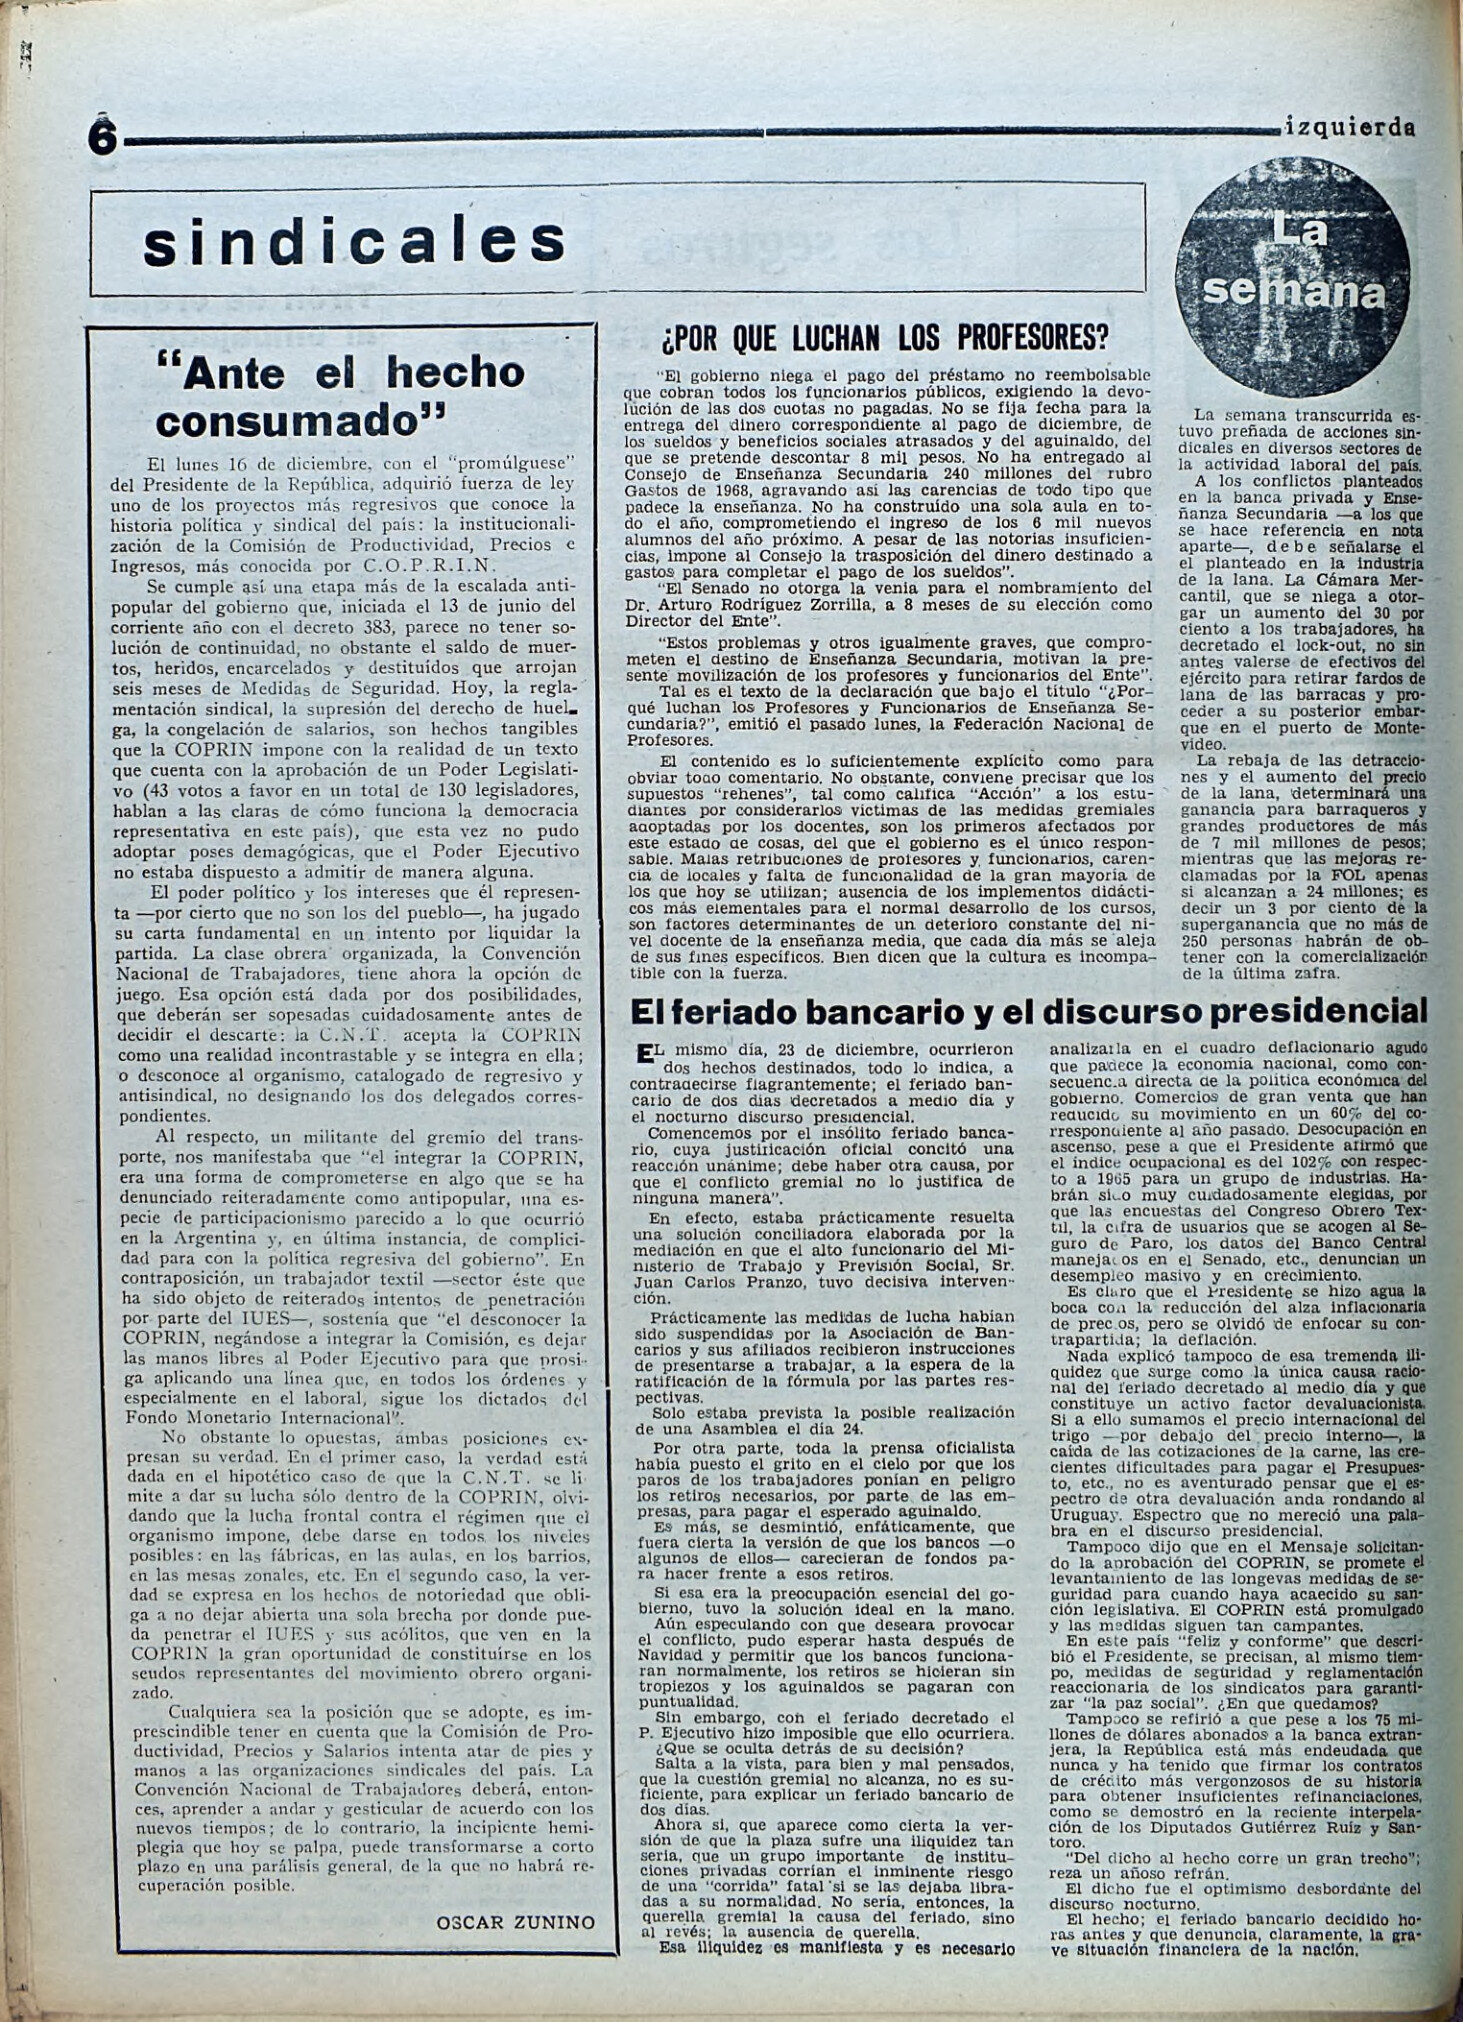 6
izquierda
sindicales
La
semana
“Ante el hecho
consumado”
El lunes 16 de diciembre, con el “promúlguese”
del Presidente de la República, adquirió fuerza de ley
uno de los proyectos más regresivos que conoce la
historia política y sindical del país: la institucionali-
zación de la Comisión de Productividad, Precios e
Ingresos, más conocida por C.O.P.R.I.N.
Se cumple así una etapa más de la escalada anti-
popular del gobierno que, iniciada el 13 de junio del
corriente año con el decreto 383, parece no tener so-
lución de continuidad, no obstante el saldo de muer-
tos, heridos, encarcelados y destituídos que arrojan
seis meses de Medidas de Seguridad. Hoy, la regla-
mentación sindical, la supresión del derecho de huel-
ga, la congelación de salarios, son hechos tangibles
que la COPRIN impone con la realidad de un texto
que cuenta con la aprobación de un Poder Legislati-
vo (43 votos a favor en un total de 130 legisladores,
hablan a las claras de cómo funciona la democracia
representativa en este país), que esta vez no pudo
adoptar poses demagógicas, que el Poder Ejecutivo
no estaba dispuesto a admitir de manera alguna.
El poder político y los intereses que él represen-
ta —por cierto que no son los del pueblo—, ha jugado
su carta fundamental en un intento por liquidar la
partida. La clase obrera organizada, la Convención
Nacional de Trabajadores, tiene ahora la opción de
juego. Esa opción está dada por dos posibilidades,
que deberán ser sopesadas cuidadosamente antes de
decidir el descarte: la C.N.T. acepta la COPRIN
como una realidad incontrastable y se integra en ella;
o desconoce al organismo, catalogado de regresivo y
antisindical, no designando los dos delegados corres-
pondientes.
Al respecto, un militante del gremio del trans-
porte, nos manifestaba que “el integrar la COPRIN,
era una forma de comprometerse en algo que se ha
denunciado reiteradamente como antipopular, una es-
pecie de participacionismo parecido a lo que ocurrió
en la Argentina y, en última instancia, de complici-
dad para con la política regresiva del gobierno”. En
contraposición, un trabajador textil —sector éste que
ha sido objeto de reiterados intentos de penetración
por parte del IUES—, sostenía que “el desconocer la
COPRIN, negándose a integrar la Comisión, es dejar
las manos libres al Poder Ejecutivo para que prosi-
ga aplicando una línea que, en todos los órdenes y
especialmente en el laboral, sigue los dictados del
Fondo Monetario Internacional”.
No obstante lo opuestas, ambas posiciones ex-
presan su verdad. En el primer caso, la verdad está
dada en el hipotético caso de que la C.N.T. se li
mite a dar su lucha sólo dentro de la COPRIN, olvi-
dando que la lucha frontal contra el régimen que el
organismo impone, debe darse en todos los niveles
posibles: en las fábricas, en las aulas, en los barrios,
en las mesas zonales, etc. En el segundo caso, la ver-
dad se expresa en los hechos de notoriedad que obli-
ga a no dejar abierta una sola brecha por donde pue-
da penetrar el IUES y sus acólitos, que ven en la
COPRIN la gran oportunidad de constituirse en los
seudos representantes del movimiento obrero organi-
zado.
Cualquiera sea la posición que se adopte, es im-
prescindible tener en cuenta que la Comisión de Pro-
ductividad, Precios y Salarios intenta atar de pies y
manos a las organizaciones sindicales del país. La
Convención Nacional de Trabajadores deberá, enton-
ces, aprender a andar y gesticular de acuerdo con los
nuevos tiempos; de lo contrario, la incipiente hemi-
plegia que hoy se palpa, puede transformarse a corto
plazo en una parálisis general, de la que no habrá re-
cuperación posible.
OSCAR ZUNINO
¿POR QUE LUCHAN LOS PROFESORES?
“El gobierno niega el pago del préstamo no reembolsable
que cobran todos los funcionarios públicos, exigiendo la devo-
lución de las dos cuotas no pagadas. No se fija fecha para la
entrega del dinero correspondiente al pago de diciembre, de
los sueldos y beneficios sociales atrasados y del aguinaldo, del
que se pretende descontar 8 mil pesos. No ha entregado al
Consejo de Enseñanza Secundaria 240 millones del rubro
Gastos de 1968, agravando así las carencias de todo tipo que
padece la enseñanza. No ha construído una sola aula en to-
do el año, comprometiendo el ingreso de los 6 mil nuevos
alumnos del año próximo. A pesar de las notorias insuficien-
cias, impone al Consejo la trasposición del dinero destinado a
gastos para completar el pago de los sueldos”.
“El Senado no otorga la venia para el nombramiento del
Dr. Arturo Rodríguez Zorrilla, a 8 meses de su elección como
Director del Ente”.
“Estos problemas y otros igualmente graves, que compro-
meten el destino de Enseñanza Secundaria, motivan la pre-
sente movilización de los profesores y funcionarios del Ente”.
Tal es el texto de la declaración que bajo el título “¿Por-
qué luchan los Profesores y Funcionarios de Enseñanza Se-
cundaria?”, emitió el pasado lunes, la Federación Nacional de
Profesores.
El contenido es lo suficientemente explícito como para
obviar todo comentario. No obstante, conviene precisar que los
supuestos “rehenes”, tal como califica “Acción” a los estu-
diantes por considerarlos víctimas de las medidas gremiales
adoptadas por los docentes, son los primeros afectados por
este estado de cosas, del que el gobierno es el único respon-
sable. Malas retribuciones de profesores y funcionarios, caren-
cia de locales y falta de funcionalidad de la gran mayoría de
los que hoy se utilizan; ausencia de los implementos didácti-
cos más elementales para el normal desarrollo de los cursos,
son factores determinantes de un deterioro constante del ni-
vel docente de la enseñanza media, que cada día más se aleja
de sus fines específicos. Bien dicen que la cultura es incompa-
tible con la fuerza.
La semana transcurrida es-
tuvo preñada de acciones sin-
dicales en diversos sectores de
la actividad laboral del país.
A los conflictos planteados
en la banca privada y Ense-
ñanza Secundaria —a los que
se hace referencia en nota
aparte—, debe señalarse el
el planteado en la industria
de la lana. La Cámara Mer-
cantil, que se niega a otor-
gar un aumento del 30 por
ciento a los trabajadores, ha
decretado el lock-out, no sin
antes valerse de efectivos del
ejército para retirar fardos de
lana de las barracas y pro-
ceder a su posterior embar-
que en el puerto de Monte-
video.
La rebaja de las detraccio-
nes y el aumento del precio
de la lana, determinará una
ganancia para barraqueros y
grandes productores de más
de 7 mil millones de pesos;
mientras que las mejoras re-
clamadas por la FOL apenas
si alcanzan a 24 millones; es
decir un 3 por ciento de la
superganancia que no más de
250 personas habrán de ob-
tener con la comercialización
de la última zafra.
El feriado bancario y el discurso presidencial
EL mismo día, 23 de diciembre, ocurrieron
dos hechos destinados, todo lo indica, a
contradecirse flagrantemente; el feriado ban-
cario de dos días decretados a medio día y
el nocturno discurso presidencial.
Comencemos por el insólito feriado banca-
rio, cuya justificación oficial concitó una
reacción unánime; debe haber otra causa, por
que el conflicto gremial no lo justifica de
ninguna manera”.
En efecto, estaba prácticamente resuelta
una solución conciliadora elaborada por la
mediación en que el alto funcionario del Mi-
nisterio de Trabajo y Previsión Social, Sr.
Juan Carlos Pranzo, tuvo decisiva interven-
ción.
Prácticamente las medidas de lucha habían
sido suspendidas por la Asociación de Ban-
carios y sus afiliados recibieron instrucciones
de presentarse a trabajar, a la espera de la
ratificación de la fórmula por las partes res-
pectivas.
Solo estaba prevista la posible realización
de una Asamblea el día 24.
Por otra parte, toda la prensa oficialista
había puesto el grito en el cielo por que los
paros de los trabajadores ponían en peligro
los retiros necesarios, por parte de las em-
presas, para pagar el esperado aguinaldo.
Es más, se desmintió, enfáticamente, que
fuera cierta la versión de que los bancos —o
algunos de ellos— carecieran de fondos pa-
ra hacer frente a esos retiros.
Si esa era la preocupación esencial del go-
bierno, tuvo la solución ideal en la mano.
Aún especulando con que deseara provocar
el conflicto, pudo esperar hasta después de
Navidad y permitir que los bancos funciona-
ran normalmente, los retiros se hicieran sin
tropiezos y los aguinaldos se pagaran con
puntualidad.
Sin embargo, con el feriado decretado el
P. Ejecutivo hizo imposible que ello ocurriera.
¿Que se oculta detrás de su decisión?
Salta a la vista, para bien y mal pensados,
que la cuestión gremial no alcanza, no es su-
ficiente, para explicar un feriado bancario de
dos días.
Ahora si, que aparece como cierta la ver-
sión de que la plaza sufre una iliquidez tan
seria, que un grupo importante de institu-
ciones privadas corrían el inminente riesgo
de una “corrida” fatal si se las dejaba libra-
das a su normalidad. No sería, entonces, la
querella gremial la causa del feriado, sino
al revés; la ausencia de querella.
Esa iliquidez es manifiesta y es necesario
analizarla en el cuadro deflacionario agudo
que padece la economía nacional, como con-
secuencia directa de la política económica del
gobierno. Comercios de gran venta que han
reducido su movimiento en un 60% del co-
rrespondiente al año pasado. Desocupación en
ascenso, pese a que el Presidente afirmó que
el índice ocupacional es del 102% con respec-
to a 1965 para un grupo de industrias. Ha-
brán sido muy cuidadosamente elegidas, por
que las encuestas del Congreso Obrero Tex-
til, la cifra de usuarios que se acogen al Se-
guro de Paro, los datos del Banco Central
manejados en el Senado, etc., denuncian un
desempleo masivo y en crecimiento.
Es claro que el Presidente se hizo agua la
boca con la reducción del alza inflacionaria
de precios, pero se olvidó de enfocar su con-
trapartida; la deflación.
Nada explicó tampoco de esa tremenda ili-
quidez que surge como la única causa racio-
nal del feriado decretado al medio día y que
constituye un activo factor devaluacionista.
Si a ello sumamos el precio internacional del
trigo —por debajo del precio interno—, la
caída de las cotizaciones de la carne, las cre-
cientes dificultades para pagar el Presupues-
to, etc., no es aventurado pensar que el es-
pectro de otra devaluación anda rondando al
Uruguay. Espectro que no mereció una pala-
bra en el discurso presidencial.
Tampoco dijo que en el Mensaje solicitan-
do la aprobación del COPRIN, se promete el
levantamiento de las longevas medidas de se-
guridad para cuando haya acaecido su san-
ción legislativa. El COPRIN está promulgado
y las medidas siguen tan campantes.
En este país “feliz y conforme” que descri-
bió el Presidente, se precisan, al mismo tiem-
po, medidas de seguridad y reglamentación
reaccionaria de los sindicatos para garanti-
zar “la paz social”. ¿En que quedamos?
Tampoco se refirió a que pese a los 75 mi-
llones de dólares abonados a la banca extran-
jera, la República está más endeudada que
nunca y ha tenido que firmar los contratos
de crédito más vergonzosos de su historia
para obtener insuficientes refinanciaciones,
como se demostró en la reciente interpela-
ción de los Diputados Gutiérrez Ruíz y San-
toro.
“Del dicho al hecho corre un gran trecho”;
reza un añoso refrán.
El dicho fue el optimismo desbordante del
discurso nocturno.
El hecho; el feriado bancario decidido ho-
ras antes y que denuncia, claramente, la gra-
ve situación financiera de la nación.